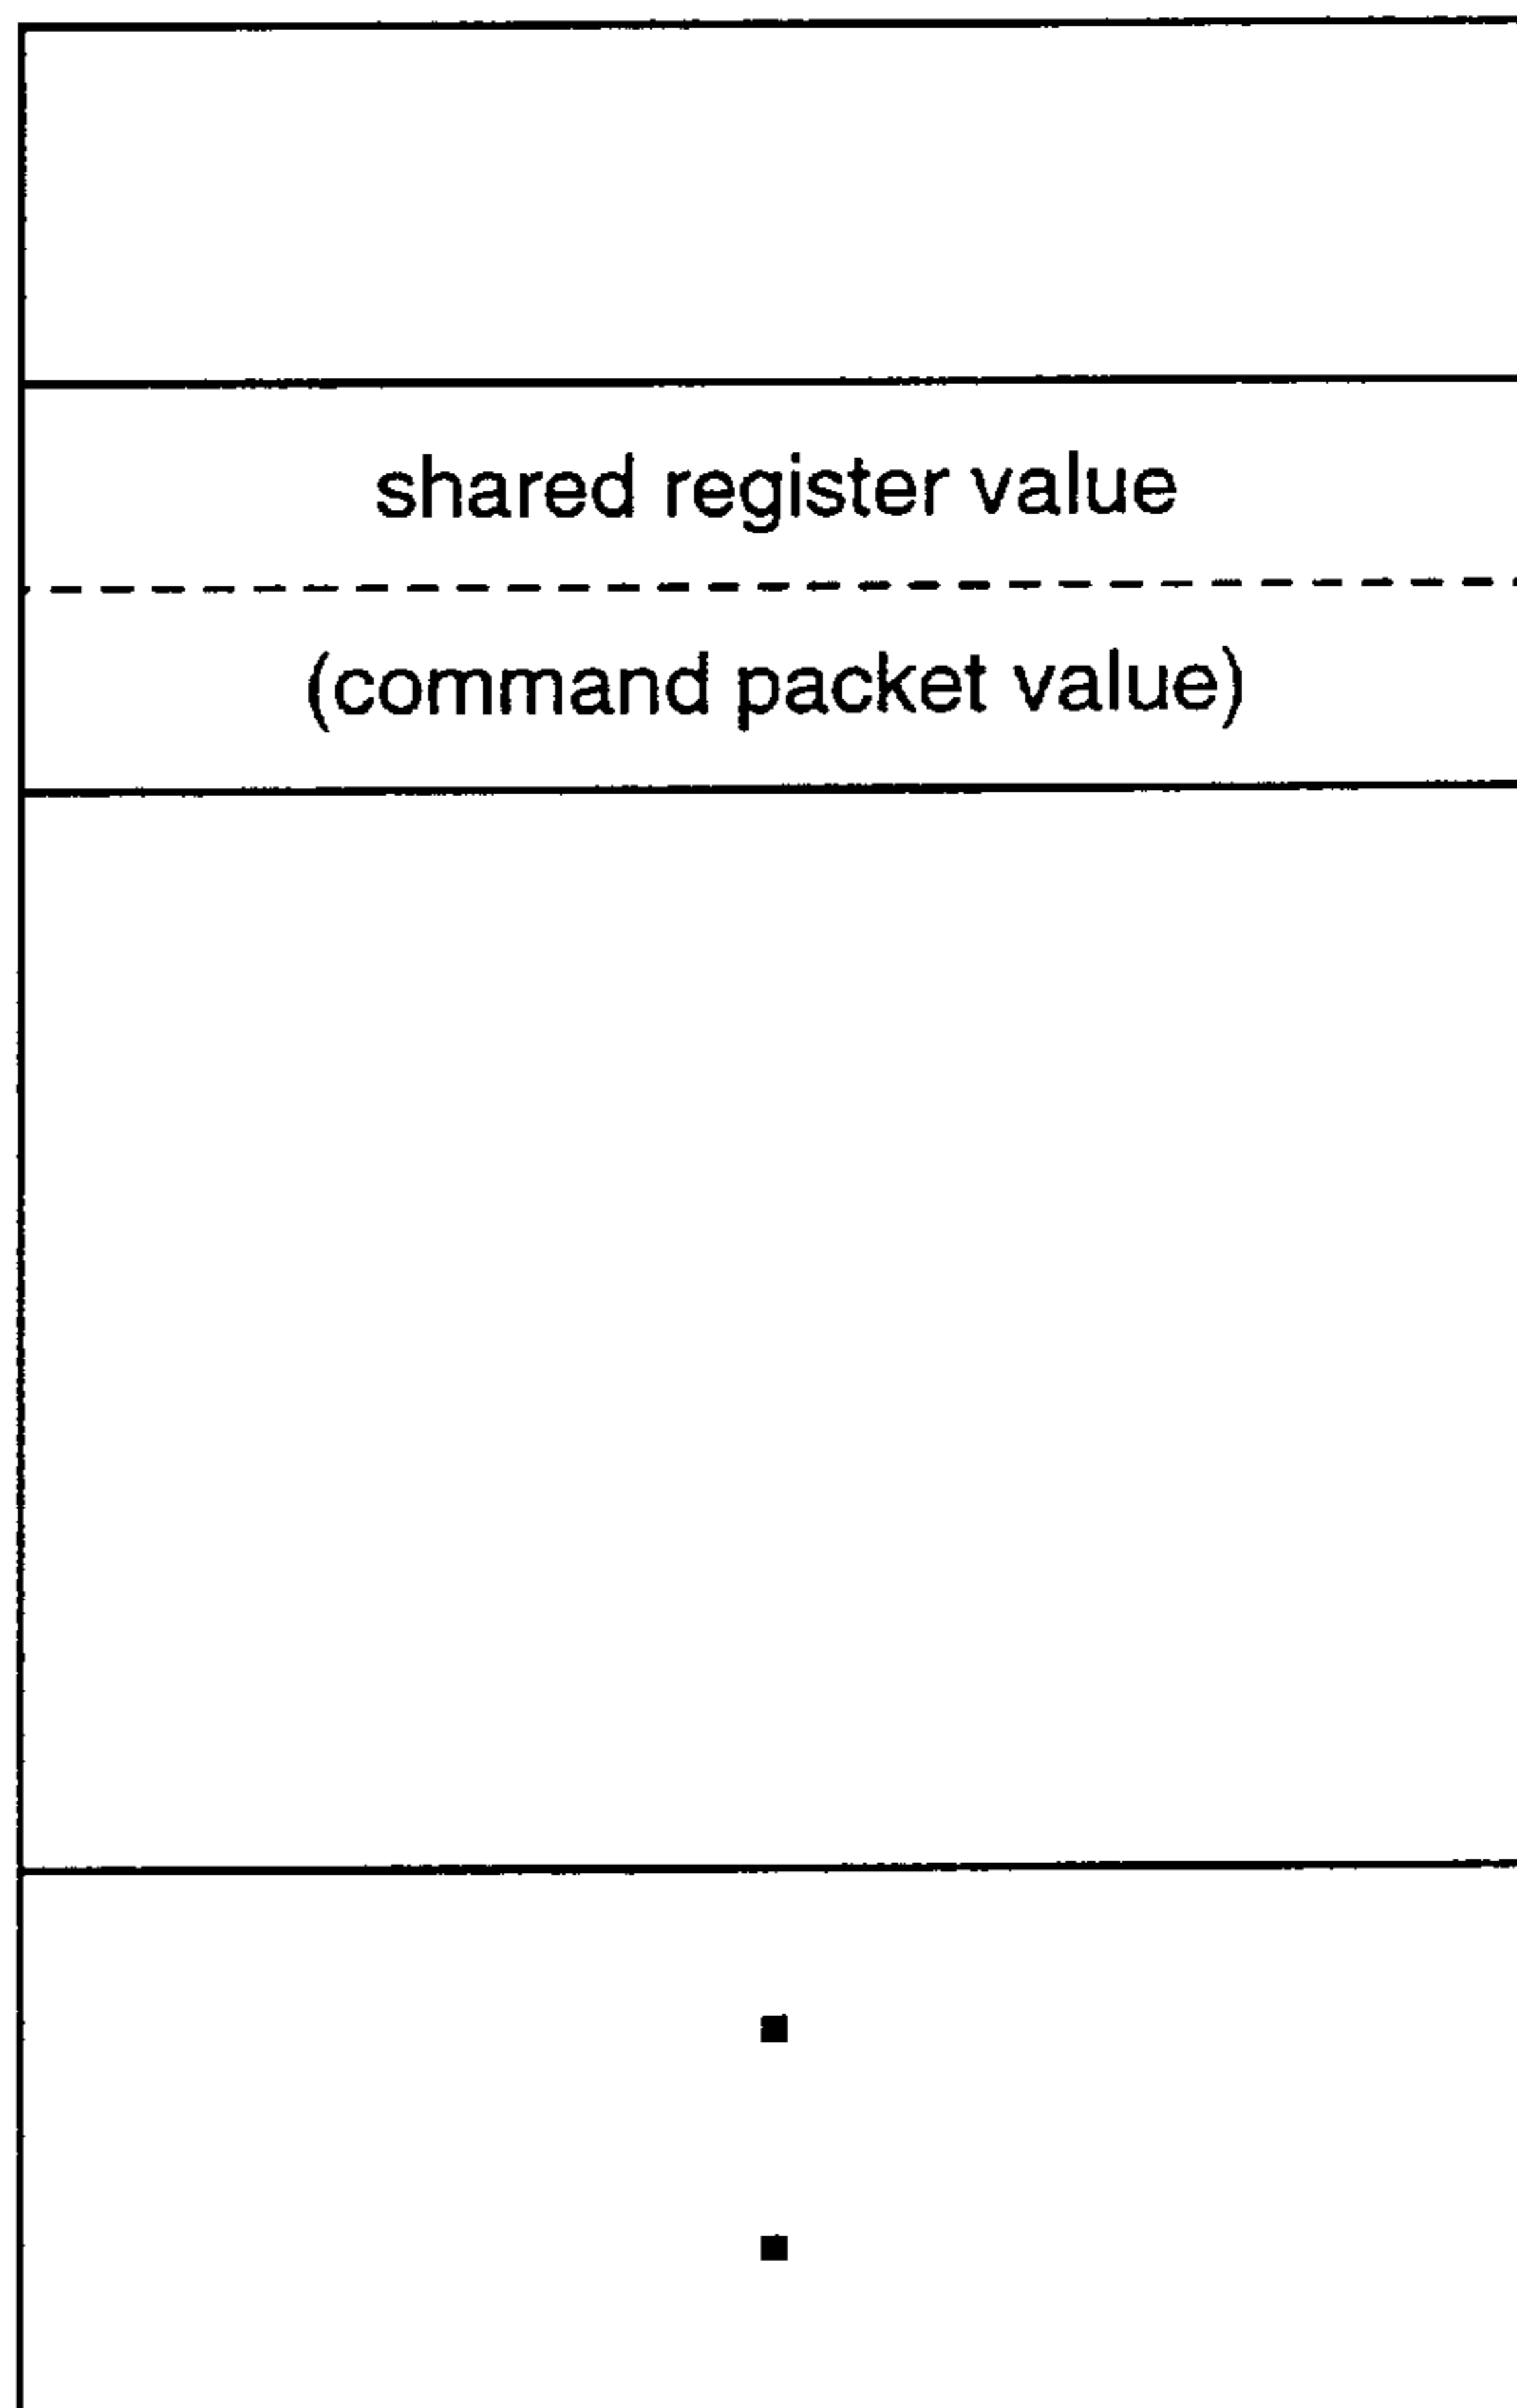 shared register value
(command packet value)